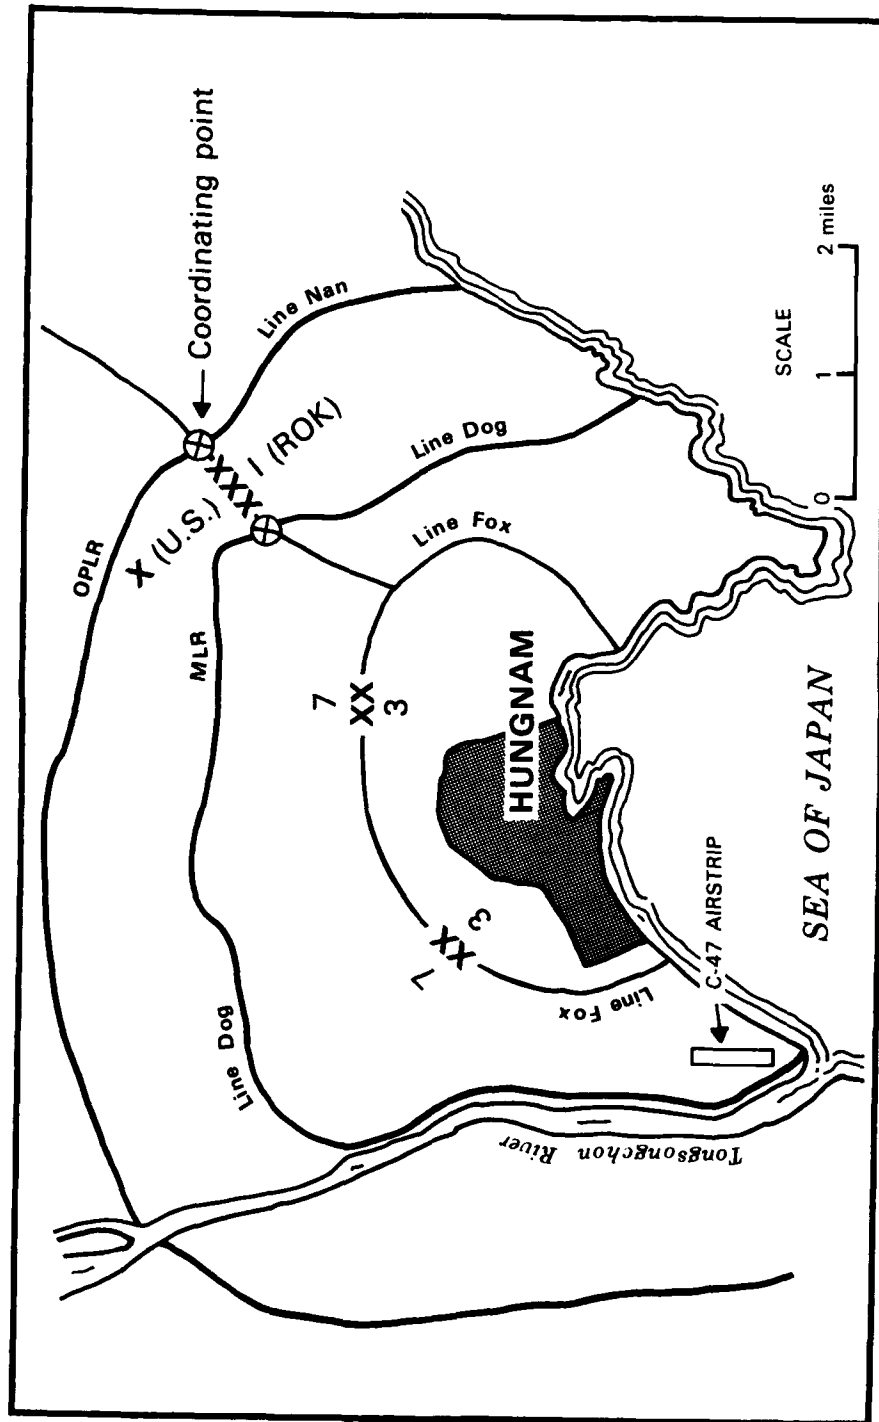 Coordinating point
OPLR
Line Nan
X (U.S.)
XXX
I (ROK)
MLR
Line Dog
Line Fox
7
XX
3
7
XX
3
Line Dog
Line Fox
HUNGNAM
C-47 AIRSTRIP
Tongsongchon River
SEA OF JAPAN
SCALE
0 1 2 miles